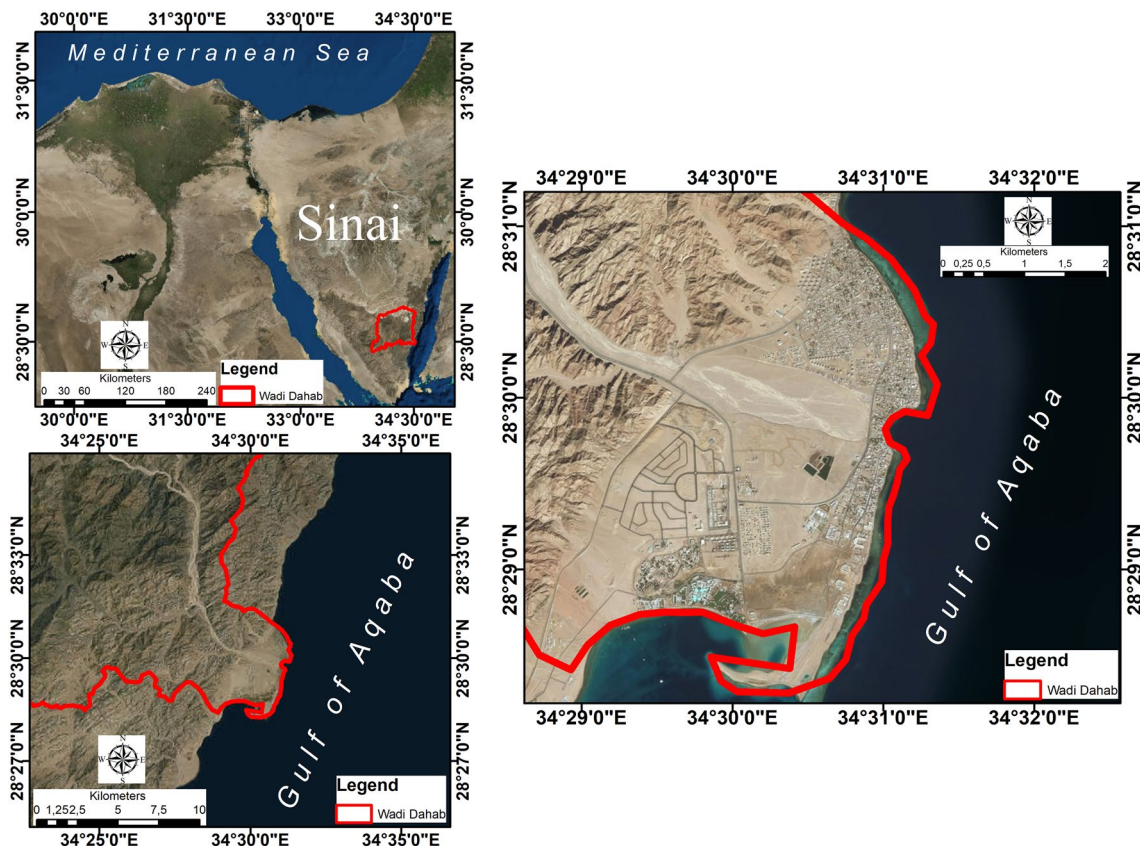 30°0'0"E 31°30'0"E 33°0'0"E 34°30'0"E
Mediterranean Sea
31°30'0"N
31°30'0"N
30°0'0"N
30°0'0"N
28°30'0"N
28°30'0"N
Sinai
N
W E
S
Kilometers
0 30 60 120 180 240
Legend
Wadi Dahab
30°0'0"E 31°30'0"E 33°0'0"E 34°30'0"E
34°25'0"E 34°30'0"E 34°35'0"E
28°33'0"N
28°33'0"N
28°30'0"N
28°30'0"N
28°27'0"N
28°27'0"N
Gulf of Aqaba
N
W E
S
Kilometers
0 1,252,5 5 7,5 10
Legend
Wadi Dahab
34°25'0"E 34°30'0"E 34°35'0"E
34°29'0"E 34°30'0"E 34°31'0"E 34°32'0"E
28°31'0"N
28°31'0"N
28°30'0"N
28°30'0"N
28°29'0"N
28°29'0"N
N
W E
S
Kilometers
0 0,25 0,5 1 1,5 2
Gulf of Aqaba
Legend
Wadi Dahab
34°29'0"E 34°30'0"E 34°31'0"E 34°32'0"E